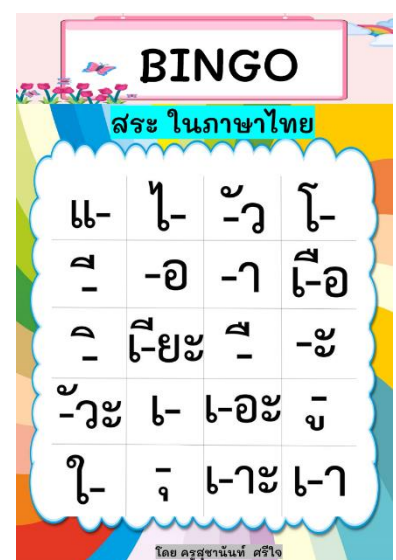 BINGO
สระ ในภาษาไทย
แ- ไ- -ัว โ-
-ี -อ -า เ-ือ
-ิ เ-ียะ -ื -ะ
-ัวะ เ- เ-อะ -ู
ใ- -ุ เ-าะ เ-า
โดย ครูสุชานันท์ ศรีใจ